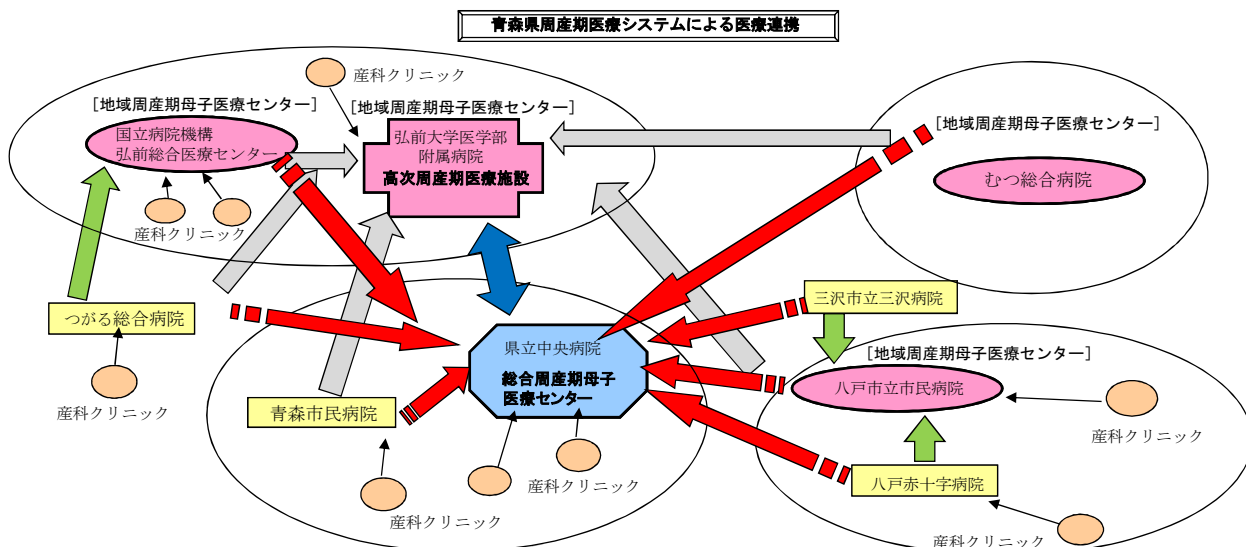 青森県周産期医療システムによる医療連携
産科クリニック
[地域周産期母子医療センター]
[地域周産期母子医療センター]
[地域周産期母子医療センター]
国立病院機構
弘前総合医療センター
弘前大学医学部
附属病院
高次周産期医療施設
むつ総合病院
産科クリニック
つがる総合病院
三沢市立三沢病院
県立中央病院
総合周産期母子
医療センター
[地域周産期母子医療センター]
八戸市立市民病院
産科クリニック
青森市民病院
産科クリニック
八戸赤十字病院
産科クリニック
産科クリニック
産科クリニック